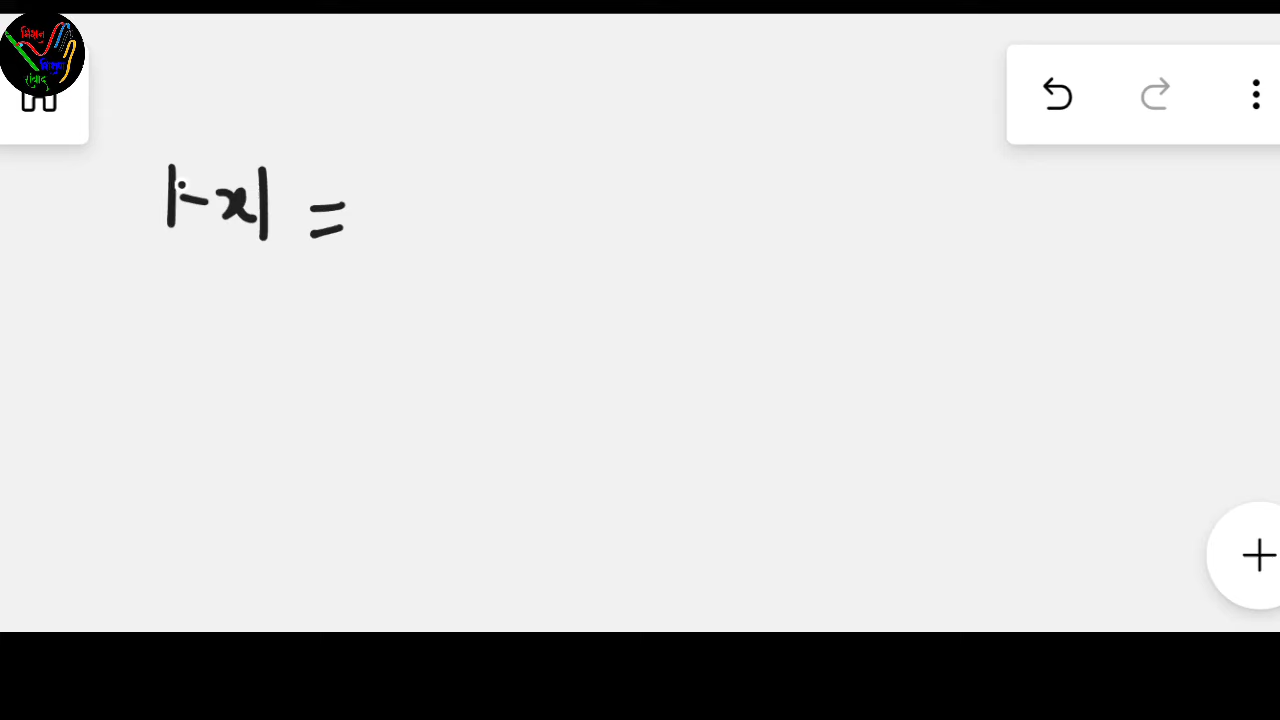 |-x| =